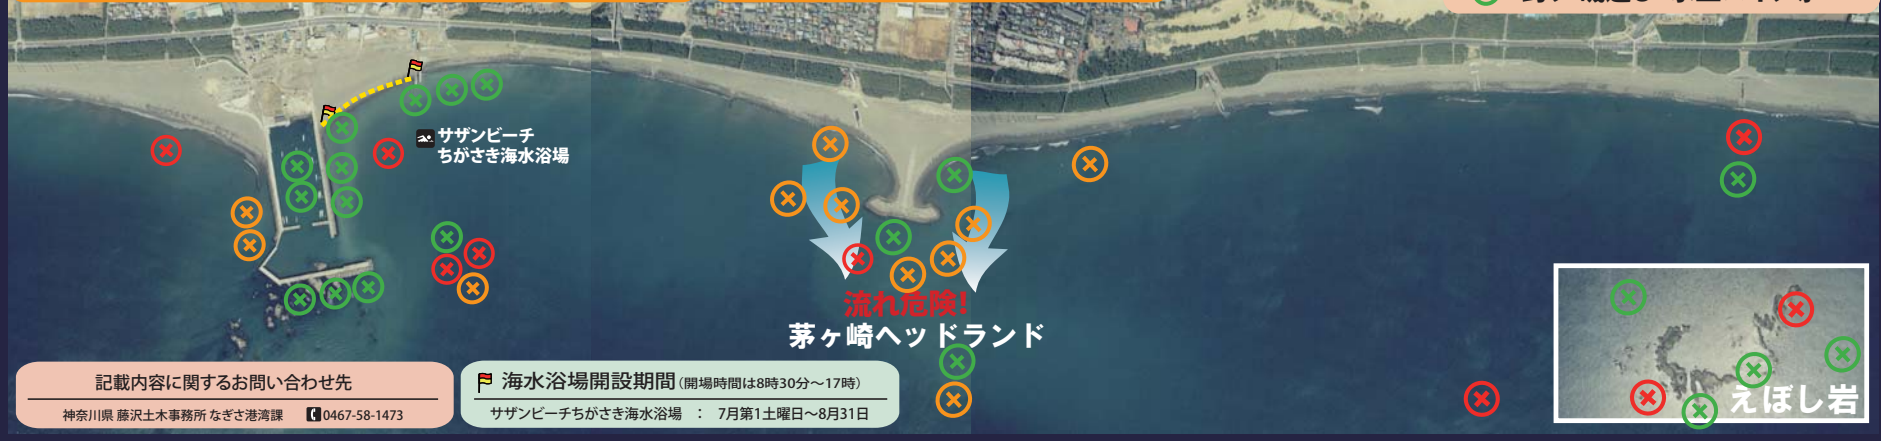 サザンビーチ
ちがさき海水浴場
流れ危険!
茅ヶ崎ヘッドランド
えぼし岩
記載内容に関するお問い合わせ先
神奈川県 藤沢土木事務所 なぎさ港湾課 0467-58-1473
海水浴場開設期間(開場時間は8時30分〜17時)
サザンビーチちがさき海水浴場 : 7月第1土曜日〜8月31日